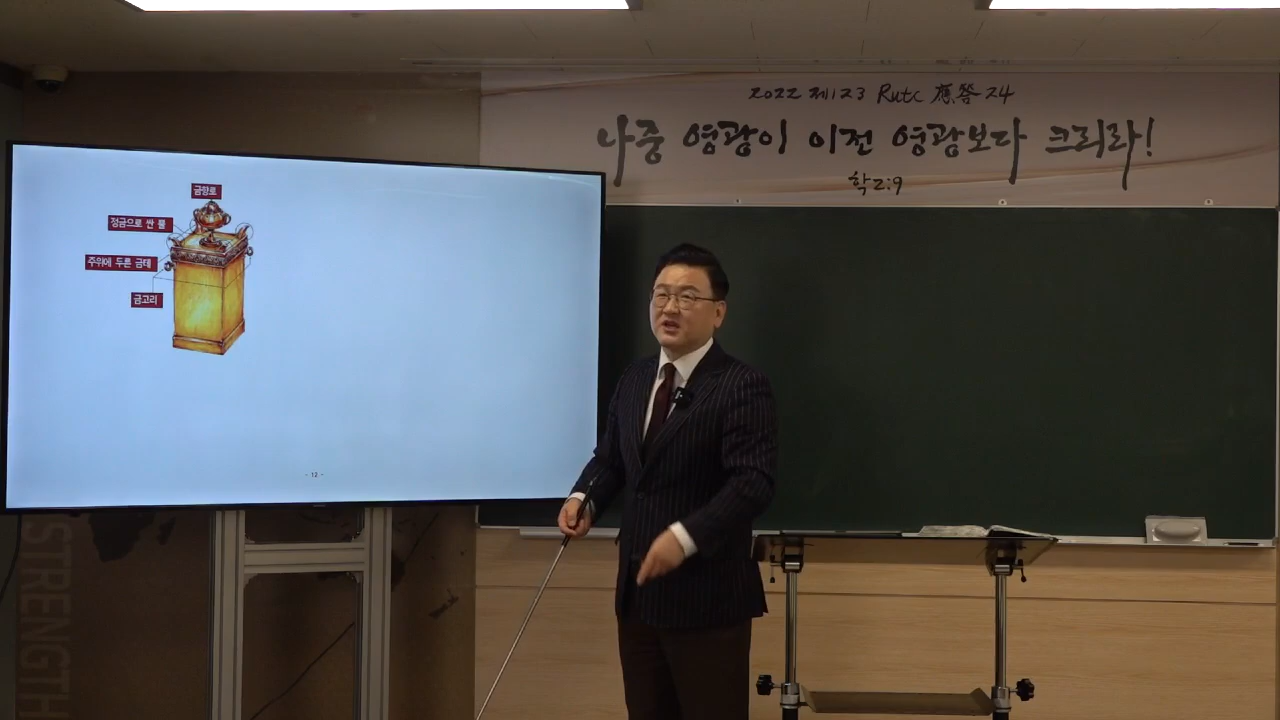 2022 제123 Rutc 應答 24
나중 영광이 이전 영광보다 크리라!
학2:9
금향로
정금으로 싼 뿔
주위에 두른 금테
금고리
- 12 -
STRENGTH